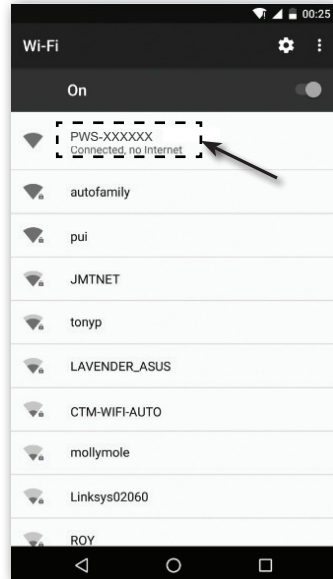 00:25
Wi-Fi
On
PWS-XXXXXX
Connected, no Internet
autofamily
pui
JMTNET
tonyp
LAVENDER_ASUS
CTM-WIFI-AUTO
mollymole
Linksys02060
ROY